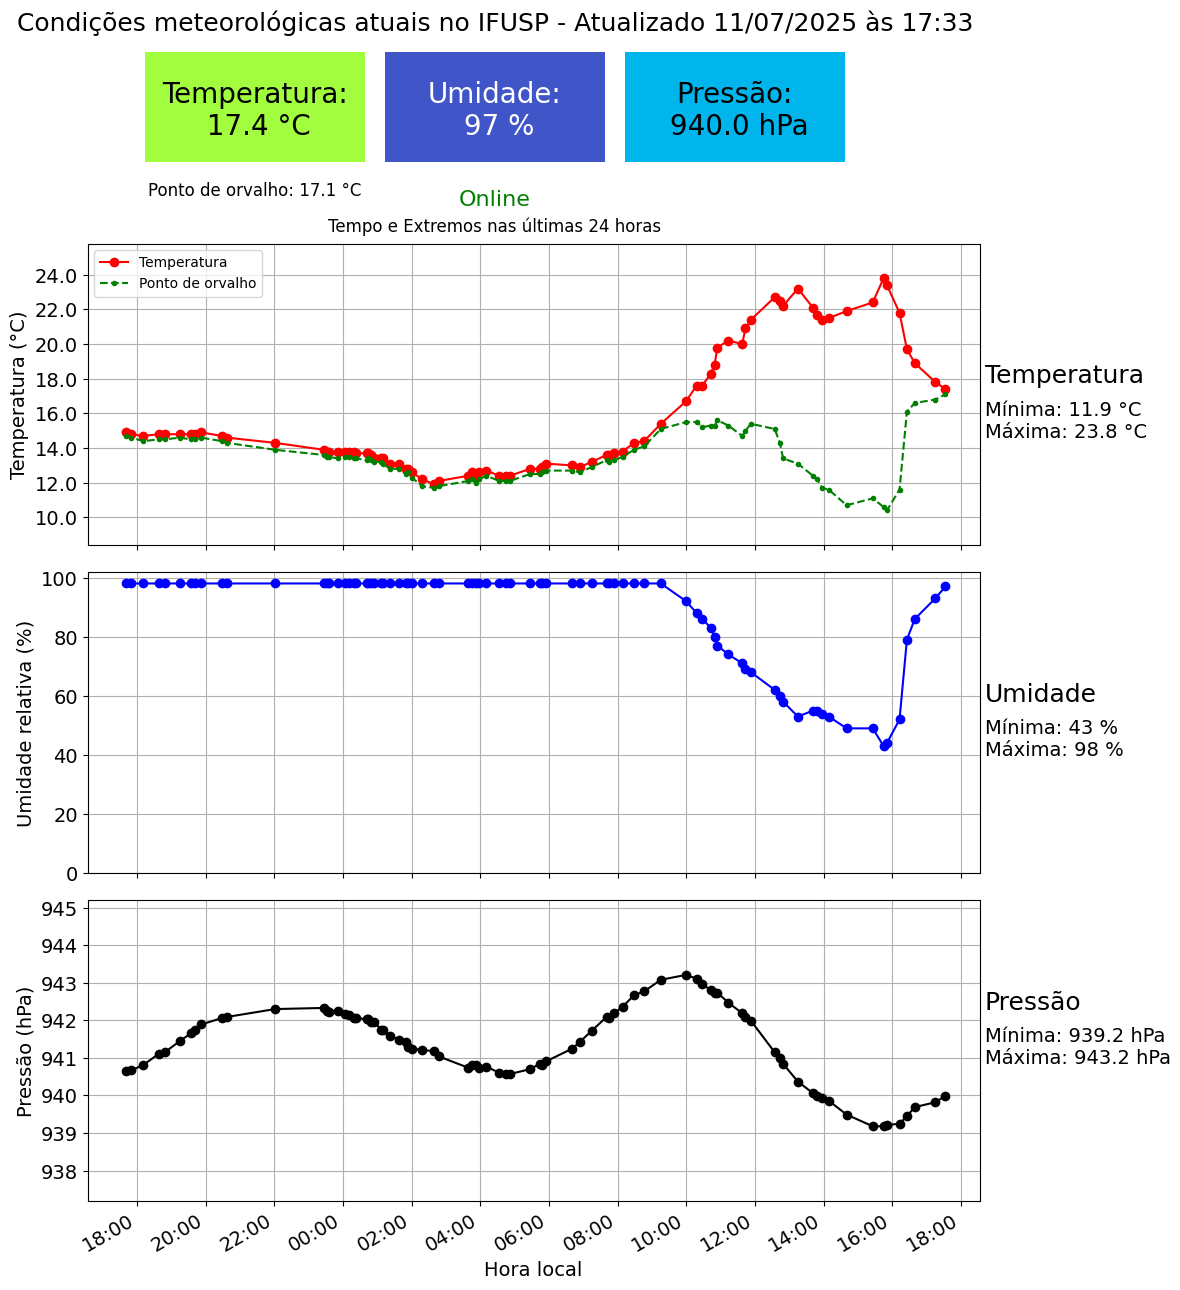 Condições meteorológicas atuais no IFUSP - Atualizado 11/07/2025 às 17:33
Temperatura:
17.4 °C
Umidade:
97 %
Pressão:
940.0 hPa
Ponto de orvalho: 17.1 °C
Online
Tempo e Extremos nas últimas 24 horas
Temperatura
Ponto de orvalho
Temperatura (°C)
24.0
22.0
20.0
18.0
16.0
14.0
12.0
10.0
Temperatura
Mínima: 11.9 °C
Máxima: 23.8 °C
Umidade relativa (%)
100
80
60
40
20
0
Umidade
Mínima: 43 %
Máxima: 98 %
Pressão (hPa)
945
944
943
942
941
940
939
938
Pressão
Mínima: 939.2 hPa
Máxima: 943.2 hPa
18:00 20:00 22:00 00:00 02:00 04:00 06:00 08:00 10:00 12:00 14:00 16:00 18:00
Hora local